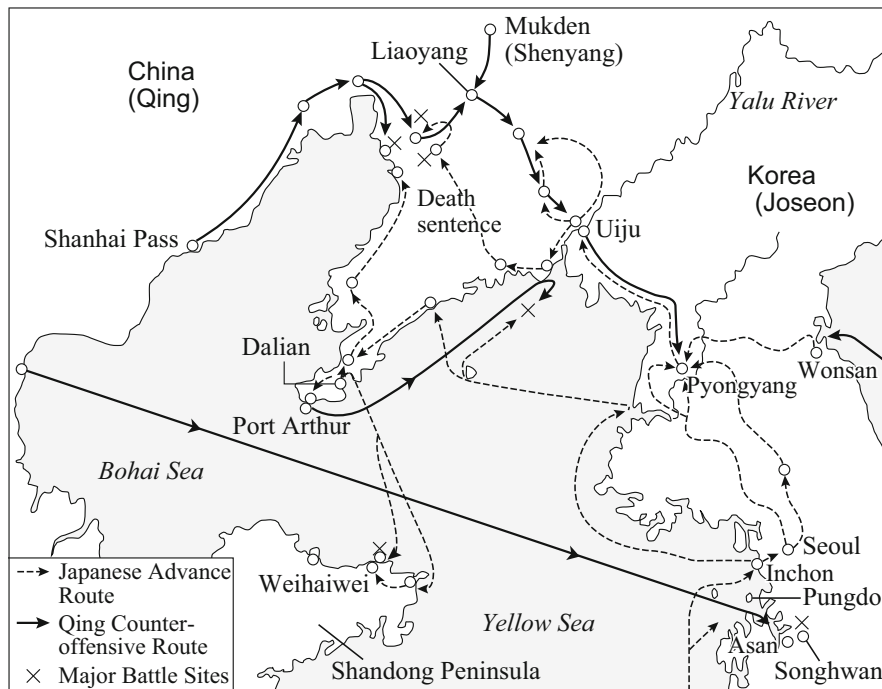 China
(Qing)
Mukden
(Shenyang)
Liaoyang
Yalu River
Korea
(Joseon)
Death
sentence
Uiju
Shanhai Pass
Dalian
Port Arthur
Pyongyang
Wonsan
Bohai Sea
Seoul
Inchon
Pungdo
Weihaiwei
Yellow Sea
Asan
Songhwan
Shandong Peninsula
Japanese Advance
Route
Qing Counter-
offensive Route
Major Battle Sites